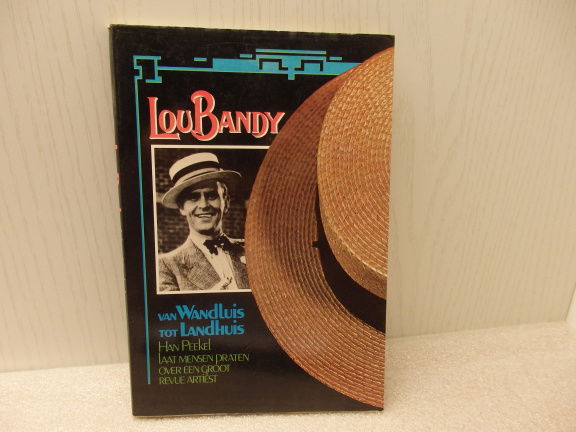 Lou Bandy
van Wandluis
tot Landhuis
Han Peekel
laat mensen praten
over een groot
revue artiest